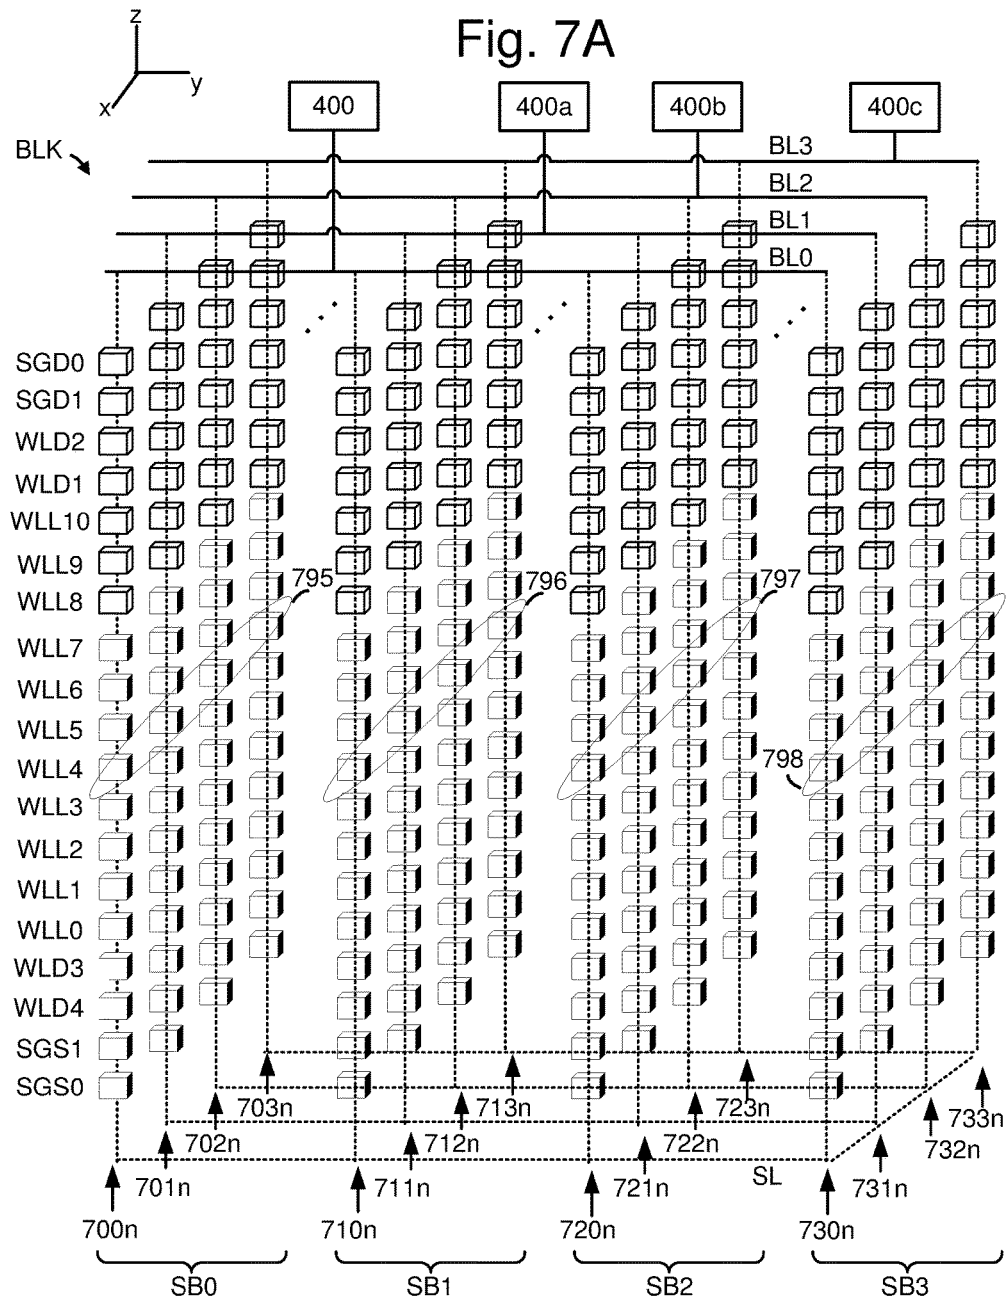 Fig. 7A
z
y
x
400
400a
400b
400c
BLK
BL3
BL2
BL1
BL0
SGD0
SGD1
WLD2
WLD1
WLL10
WLL9
WLL8
795
796
797
WLL7
WLL6
WLL5
WLL4
798
WLL3
WLL2
WLL1
WLL0
WLD3
WLD4
SGS1
SGS0
703n
713n
723n
733n
702n
712n
722n
732n
701n
711n
721n
SL
731n
700n
710n
720n
730n
SB0
SB1
SB2
SB3